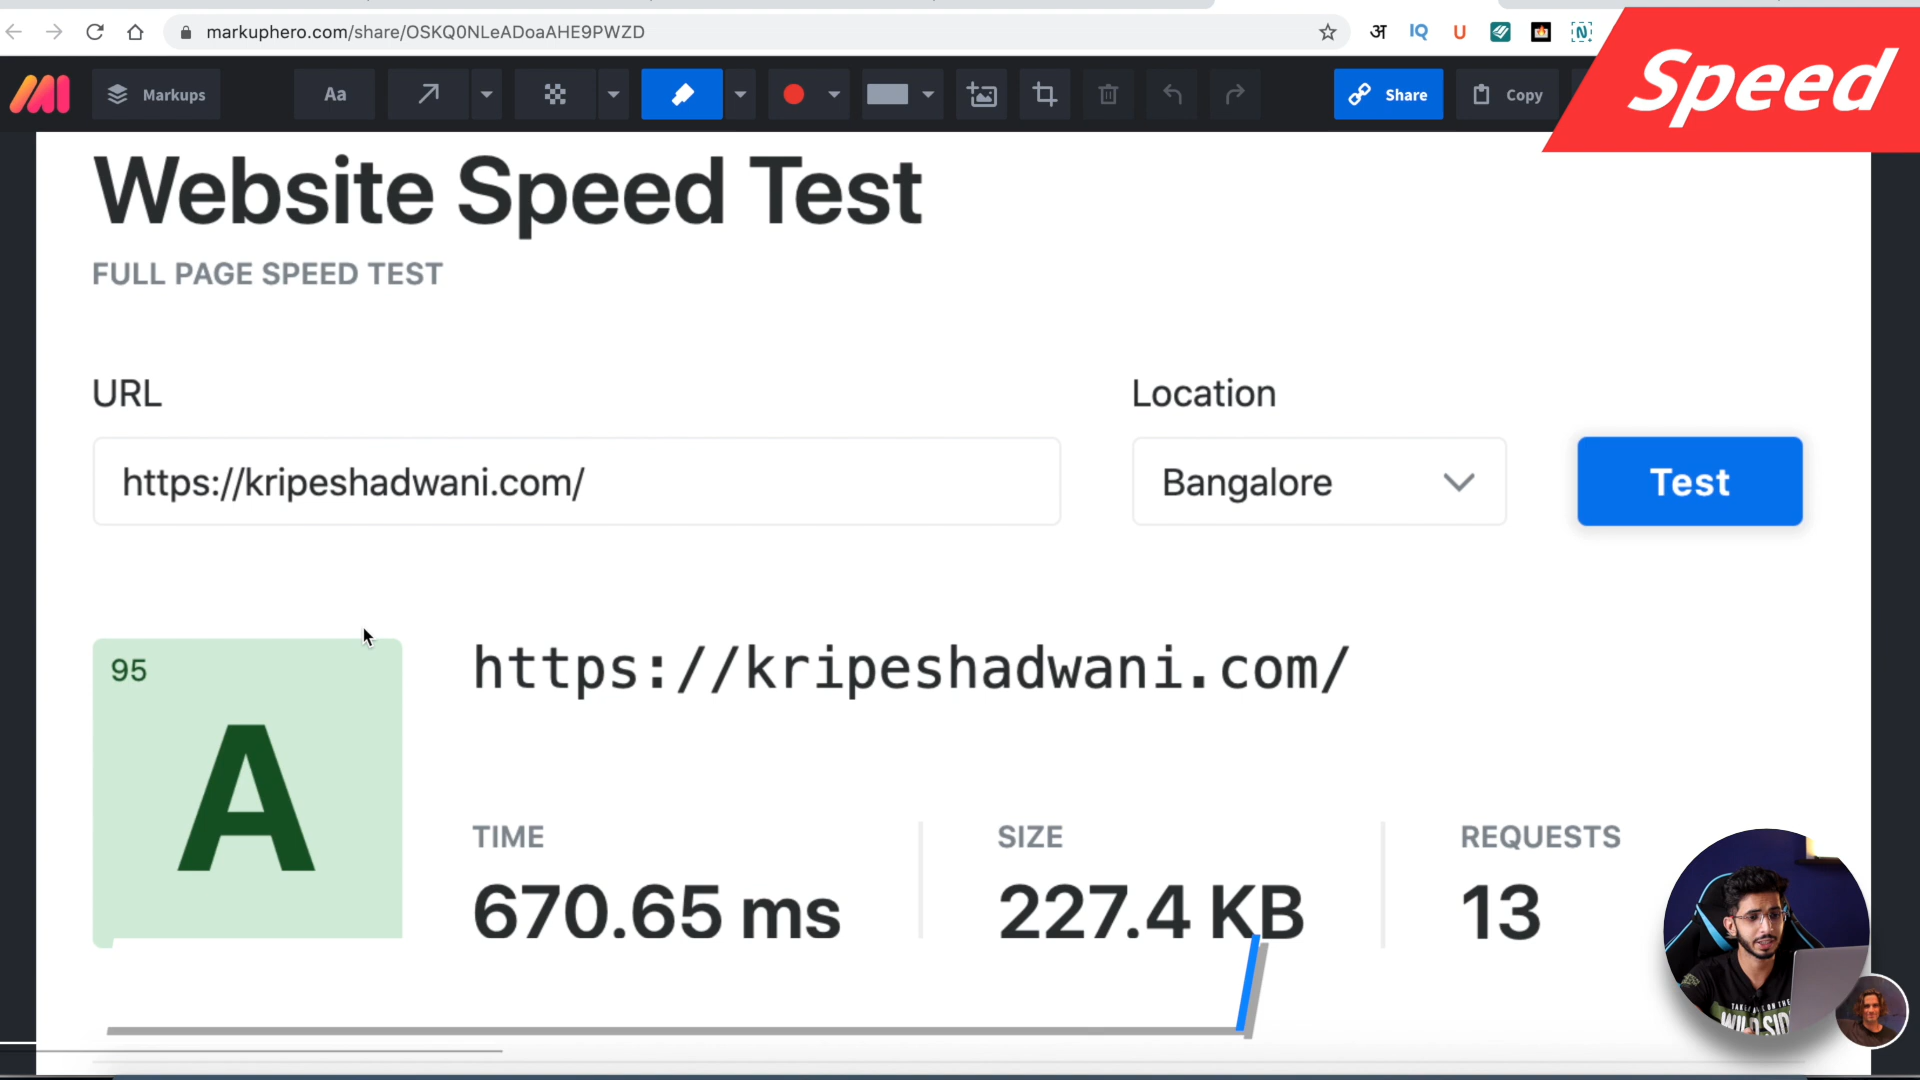 markuphero.com/share/OSKQ0NLeADoaAHE9PWZD
अ
IQ
U
N
Speed
Markups
Aa
Share
Copy
Website Speed Test
FULL PAGE SPEED TEST
URL
Location
https://kripeshadwani.com/
Bangalore
Test
95
A
https://kripeshadwani.com/
TIME
SIZE
REQUESTS
670.65 ms
227.4 KB
13